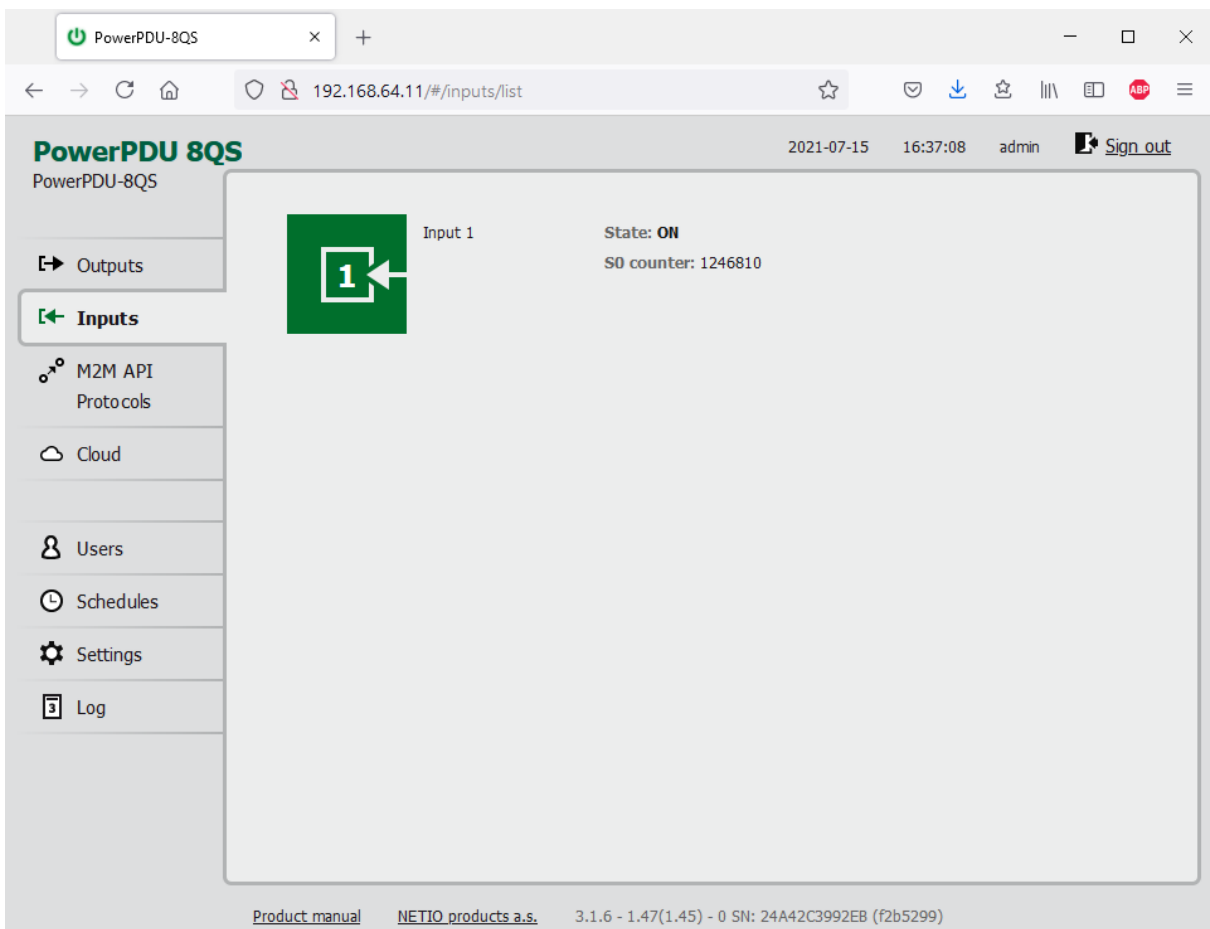 PowerPDU-8QS
192.168.64.11/#/inputs/list
ABP
PowerPDU 8QS
2021-07-15 16:37:08 admin Sign out
PowerPDU-8QS
Input 1 State: ON
S0 counter: 1246810
1
Outputs
Inputs
M2M API
Protocols
Cloud
Users
Schedules
Settings
3 Log
Product manual NETIO products a.s. 3.1.6 - 1.47(1.45) - 0 SN: 24A42C3992EB (f2b5299)